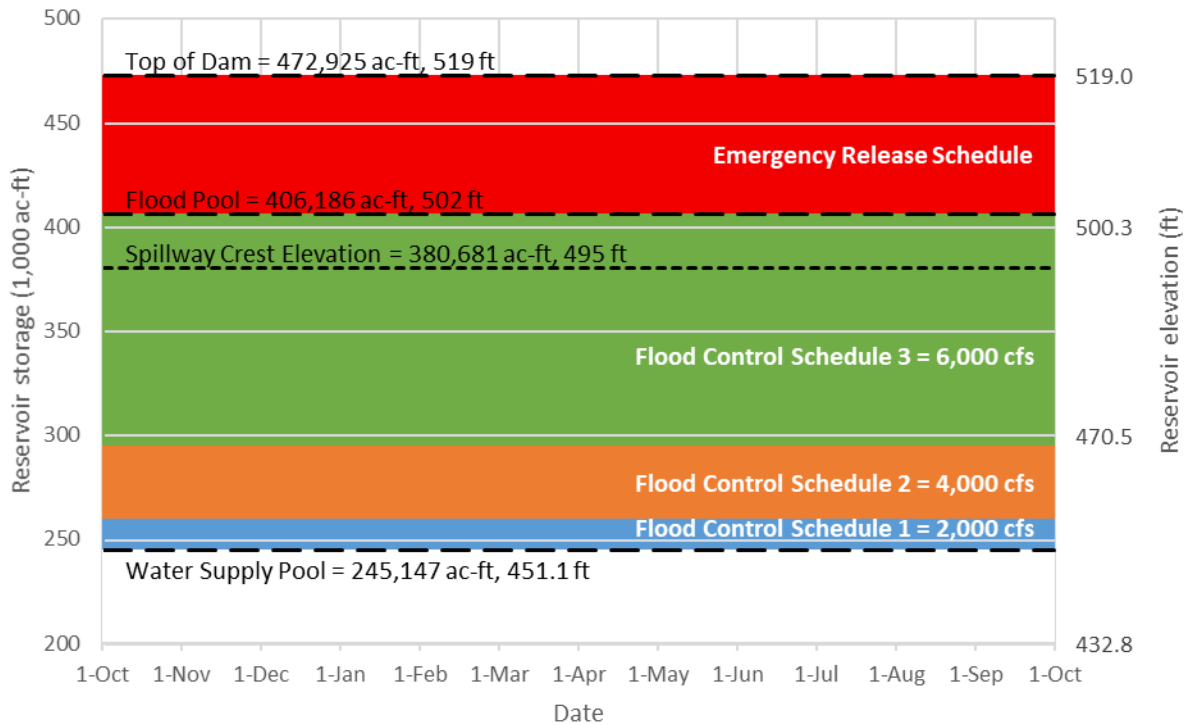 500
Top of Dam = 472,925 ac-ft, 519 ft
519.0
450
Emergency Release Schedule
Flood Pool = 406,186 ac-ft, 502 ft
400
500.3
Spillway Crest Elevation = 380,681 ac-ft, 495 ft
Reservoir storage (1,000 ac-ft)
Reservoir elevation (ft)
350
Flood Control Schedule 3 = 6,000 cfs
300
470.5
Flood Control Schedule 2 = 4,000 cfs
Flood Control Schedule 1 = 2,000 cfs
250
Water Supply Pool = 245,147 ac-ft, 451.1 ft
200
432.8
1-Oct 1-Nov 1-Dec 1-Jan 1-Feb 1-Mar 1-Apr 1-May 1-Jun 1-Jul 1-Aug 1-Sep 1-Oct
Date